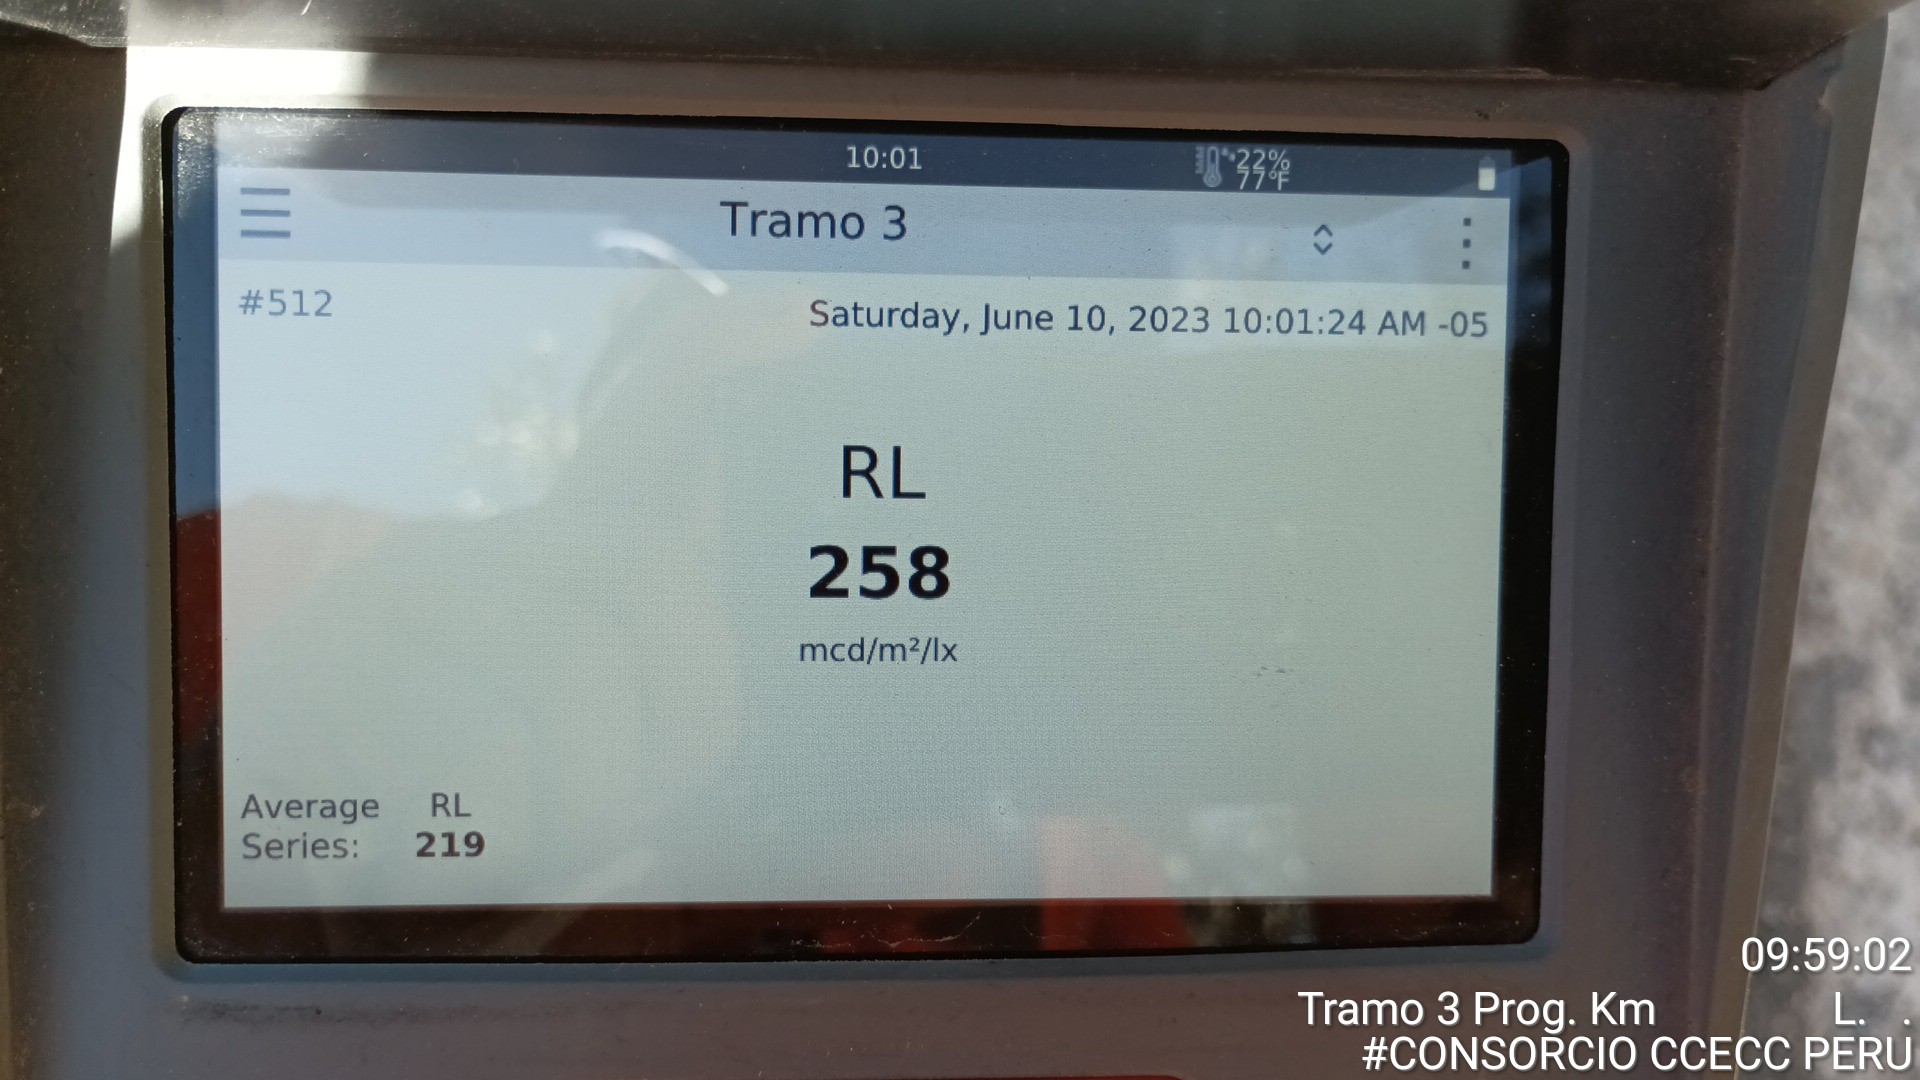 10:01
22%
77°F
Tramo 3
#512
Saturday, June 10, 2023 10:01:24 AM -05
RL
258
mcd/m²/lx
Average RL
Series: 219
09:59:02
Tramo 3 Prog. Km L. .
#CONSORCIO CCECC PERU